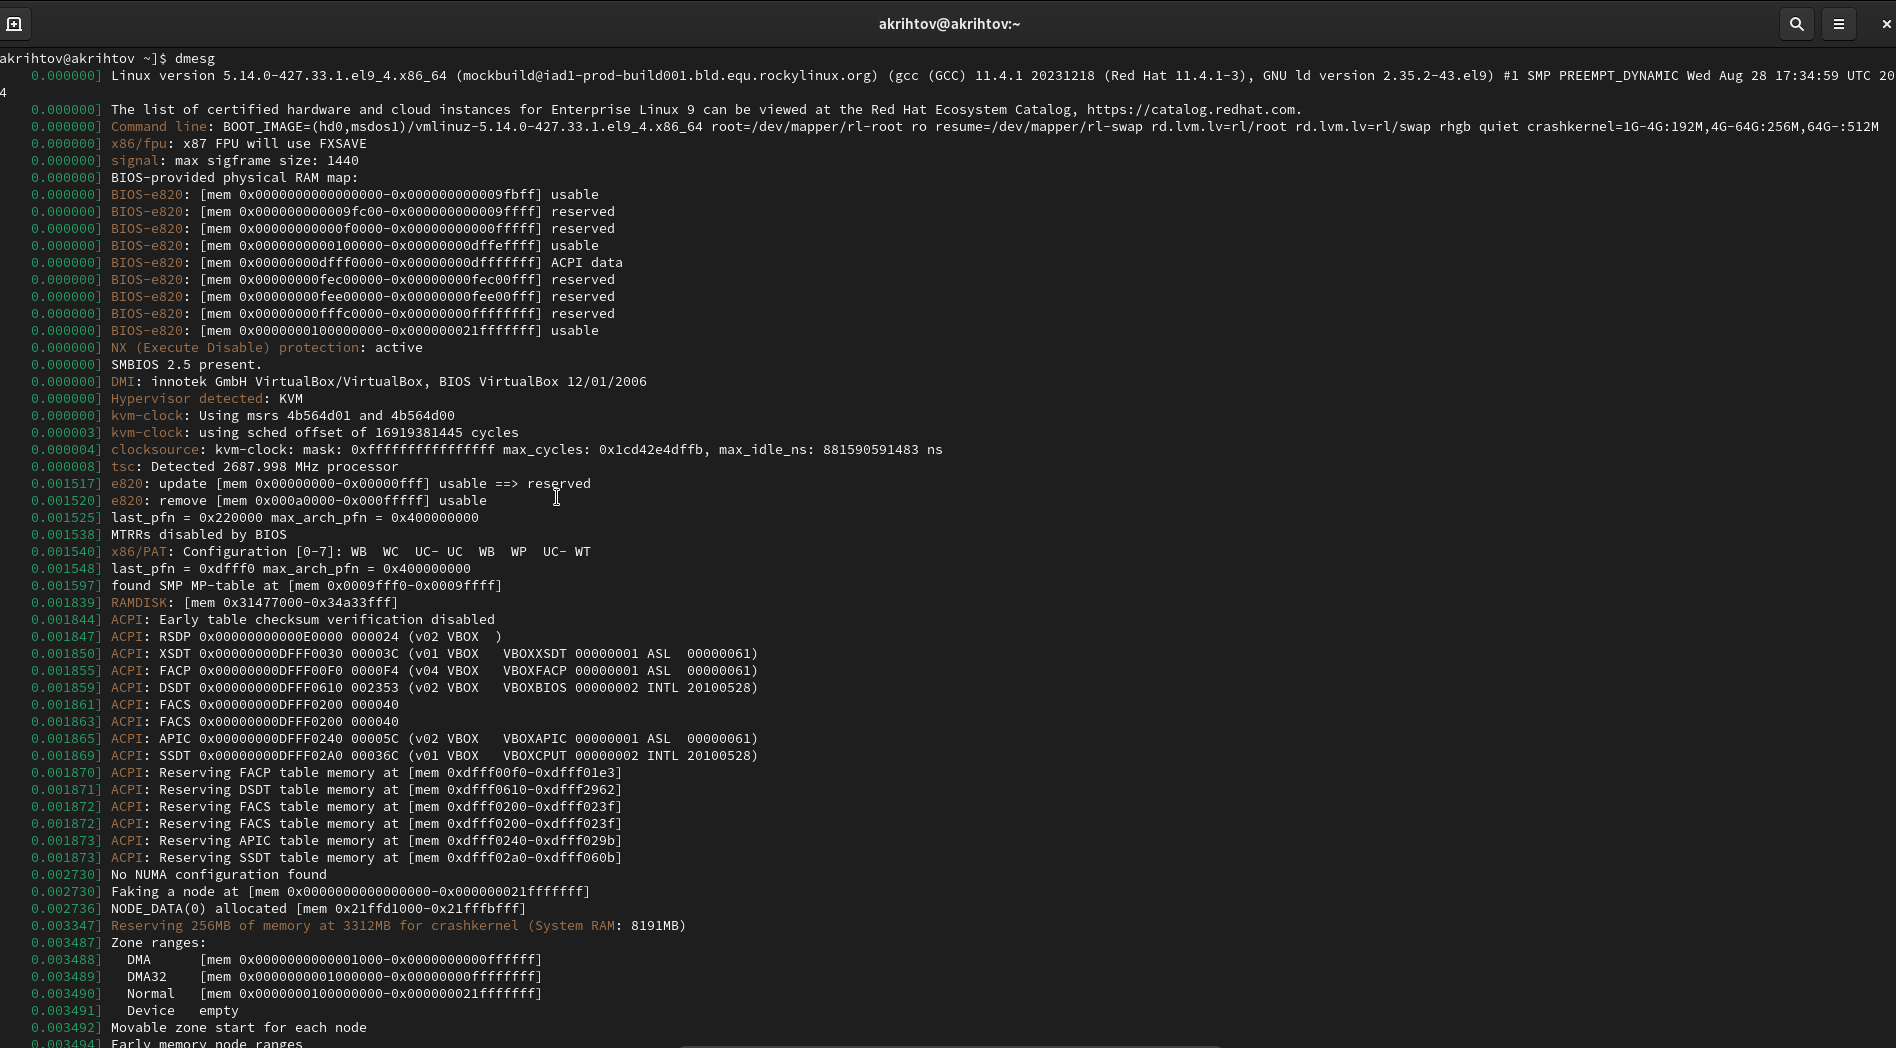 akrihtov@akrihtov:~
akrihtov@akrihtov ~]$ dmesg
0.000000] Linux version 5.14.0-427.33.1.el9_4.x86_64 (mockbuild@iad1-prod-build001.bld.equ.rockylinux.org) (gcc (GCC) 11.4.1 20231218 (Red Hat 11.4.1-3), GNU ld version 2.35.2-43.el9) #1 SMP PREEMPT_DYNAMIC Wed Aug 28 17:34:59 UTC 20
4
0.000000] The list of certified hardware and cloud instances for Enterprise Linux 9 can be viewed at the Red Hat Ecosystem Catalog, https://catalog.redhat.com.
0.000000] Command line: BOOT_IMAGE=(hd0,msdos1)/vmlinuz-5.14.0-427.33.1.el9_4.x86_64 root=/dev/mapper/rl-root ro resume=/dev/mapper/rl-swap rd.lvm.lv=rl/root rd.lvm.lv=rl/swap rhgb quiet crashkernel=1G-4G:192M,4G-64G:256M,64G-:512M
0.000000] x86/fpu: x87 FPU will use FXSAVE
0.000000] signal: max sigframe size: 1440
0.000000] BIOS-provided physical RAM map:
0.000000] BIOS-e820: [mem 0x0000000000000000-0x000000000009fbff] usable
0.000000] BIOS-e820: [mem 0x000000000009fc00-0x000000000009ffff] reserved
0.000000] BIOS-e820: [mem 0x00000000000f0000-0x00000000000fffff] reserved
0.000000] BIOS-e820: [mem 0x0000000000100000-0x00000000dffeffff] usable
0.000000] BIOS-e820: [mem 0x00000000dfff0000-0x00000000dfffffff] ACPI data
0.000000] BIOS-e820: [mem 0x00000000fec00000-0x00000000fec00fff] reserved
0.000000] BIOS-e820: [mem 0x00000000fee00000-0x00000000fee00fff] reserved
0.000000] BIOS-e820: [mem 0x00000000fffc0000-0x00000000ffffffff] reserved
0.000000] BIOS-e820: [mem 0x0000000100000000-0x000000021fffffff] usable
0.000000] NX (Execute Disable) protection: active
0.000000] SMBIOS 2.5 present.
0.000000] DMI: innotek GmbH VirtualBox/VirtualBox, BIOS VirtualBox 12/01/2006
0.000000] Hypervisor detected: KVM
0.000000] kvm-clock: Using msrs 4b564d01 and 4b564d00
0.000003] kvm-clock: using sched offset of 16919381445 cycles
0.000004] clocksource: kvm-clock: mask: 0xffffffffffffffff max_cycles: 0x1cd42e4dffb, max_idle_ns: 881590591483 ns
0.000008] tsc: Detected 2687.998 MHz processor
0.001517] e820: update [mem 0x00000000-0x00000fff] usable ==> reserved
0.001520] e820: remove [mem 0x000a0000-0x000fffff] usable
0.001525] last_pfn = 0x220000 max_arch_pfn = 0x400000000
0.001538] MTRRs disabled by BIOS
0.001540] x86/PAT: Configuration [0-7]: WB  WC  UC- UC  WB  WP  UC- WT
0.001548] last_pfn = 0xdfff0 max_arch_pfn = 0x400000000
0.001597] found SMP MP-table at [mem 0x0009fff0-0x0009ffff]
0.001839] RAMDISK: [mem 0x31477000-0x34a33fff]
0.001844] ACPI: Early table checksum verification disabled
0.001847] ACPI: RSDP 0x00000000000E0000 000024 (v02 VBOX  )
0.001850] ACPI: XSDT 0x00000000DFFF0030 00003C (v01 VBOX   VBOXXSDT 00000001 ASL  00000061)
0.001855] ACPI: FACP 0x00000000DFFF00F0 0000F4 (v04 VBOX   VBOXFACP 00000001 ASL  00000061)
0.001859] ACPI: DSDT 0x00000000DFFF0610 002353 (v02 VBOX   VBOXBIOS 00000002 INTL 20100528)
0.001861] ACPI: FACS 0x00000000DFFF0200 000040
0.001863] ACPI: FACS 0x00000000DFFF0200 000040
0.001865] ACPI: APIC 0x00000000DFFF0240 00005C (v02 VBOX   VBOXAPIC 00000001 ASL  00000061)
0.001869] ACPI: SSDT 0x00000000DFFF02A0 00036C (v01 VBOX   VBOXCPUT 00000002 INTL 20100528)
0.001870] ACPI: Reserving FACP table memory at [mem 0xdfff00f0-0xdfff01e3]
0.001871] ACPI: Reserving DSDT table memory at [mem 0xdfff0610-0xdfff2962]
0.001872] ACPI: Reserving FACS table memory at [mem 0xdfff0200-0xdfff023f]
0.001872] ACPI: Reserving FACS table memory at [mem 0xdfff0200-0xdfff023f]
0.001873] ACPI: Reserving APIC table memory at [mem 0xdfff0240-0xdfff029b]
0.001873] ACPI: Reserving SSDT table memory at [mem 0xdfff02a0-0xdfff060b]
0.002730] No NUMA configuration found
0.002730] Faking a node at [mem 0x0000000000000000-0x000000021fffffff]
0.002736] NODE_DATA(0) allocated [mem 0x21ffd1000-0x21fffbfff]
0.003347] Reserving 256MB of memory at 3312MB for crashkernel (System RAM: 8191MB)
0.003487] Zone ranges:
0.003488]   DMA      [mem 0x0000000000001000-0x0000000000ffffff]
0.003489]   DMA32    [mem 0x0000000001000000-0x00000000ffffffff]
0.003490]   Normal   [mem 0x0000000100000000-0x000000021fffffff]
0.003491]   Device   empty
0.003492] Movable zone start for each node
0.003494] Early memory node ranges